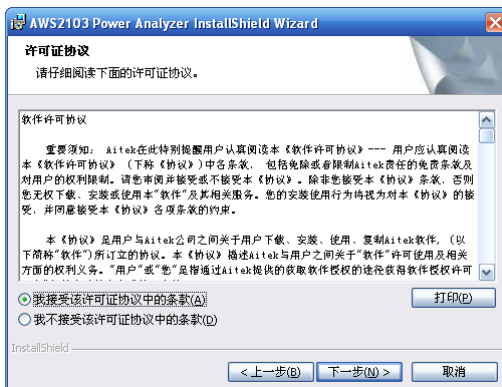 AWS2103 Power Analyzer InstallShield Wizard
许可证协议
请仔细阅读下面的许可证协议。
软件许可协议
重要须知: Aitek在此特别提醒用户认真阅读本《软件许可协议》--- 用户应认真阅读
本《软件许可协议》(下称《协议》)中各条款, 包括免除或者限制Aitek责任的免责条款及
对用户的权利限制。请您审阅并接受或不接受本《协议》。除非您接受本《协议》条款, 否则
您无权下载、安装或使用本"软件"及其相关服务。您的安装使用行为将视为对本《协议》的接
受, 并同意接受本《协议》各项条款的约束。
本《协议》是用户与Aitek公司之间关于用户下载、安装、使用、复制Aitek软件, (以
下简称"软件")所订立的协议。本《协议》描述Aitek与用户之间关于"软件"许可使用及相关
方面的权利义务。"用户"或"您"是指通过Aitek提供的获取软件授权的途径获得软件授权许可
我接受该许可证协议中的条款(A)
打印(P)
我不接受该许可证协议中的条款(D)
InstallShield
< 上一步(B)
下一步(N) >
取消